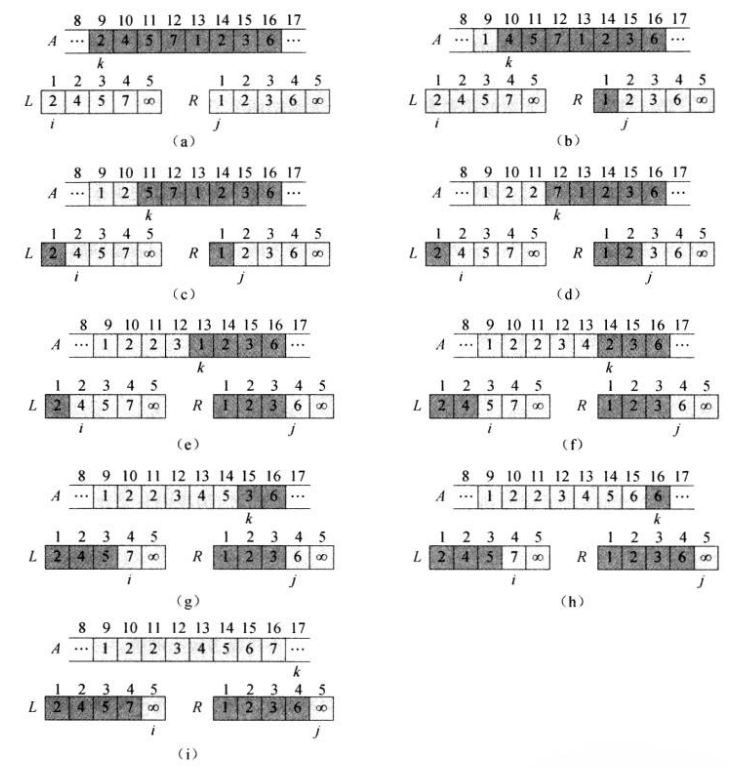 8 9 10 11 12 13 14 15 16 17
A … 2 4 5 7 1 2 3 6 …
k
1 2 3 4 5 1 2 3 4 5
L 2 4 5 7 ∞ R 1 2 3 6 ∞
i j
(a)
8 9 10 11 12 13 14 15 16 17
A … 1 4 5 7 1 2 3 6 …
k
1 2 3 4 5 1 2 3 4 5
L 2 4 5 7 ∞ R 1 2 3 6 ∞
i j
(b)
8 9 10 11 12 13 14 15 16 17
A … 1 2 5 7 1 2 3 6 …
k
1 2 3 4 5 1 2 3 4 5
L 2 4 5 7 ∞ R 1 2 3 6 ∞
i j
(c)
8 9 10 11 12 13 14 15 16 17
A … 1 2 2 7 1 2 3 6 …
k
1 2 3 4 5 1 2 3 4 5
L 2 4 5 7 ∞ R 1 2 3 6 ∞
i j
(d)
8 9 10 11 12 13 14 15 16 17
A … 1 2 2 3 1 2 3 6 …
k
1 2 3 4 5 1 2 3 4 5
L 2 4 5 7 ∞ R 1 2 3 6 ∞
i j
(e)
8 9 10 11 12 13 14 15 16 17
A … 1 2 2 3 4 2 3 6 …
k
1 2 3 4 5 1 2 3 4 5
L 2 4 5 7 ∞ R 1 2 3 6 ∞
i j
(f)
8 9 10 11 12 13 14 15 16 17
A … 1 2 2 3 4 5 3 6 …
k
1 2 3 4 5 1 2 3 4 5
L 2 4 5 7 ∞ R 1 2 3 6 ∞
i j
(g)
8 9 10 11 12 13 14 15 16 17
A … 1 2 2 3 4 5 6 6 …
k
1 2 3 4 5 1 2 3 4 5
L 2 4 5 7 ∞ R 1 2 3 6 ∞
i j
(h)
8 9 10 11 12 13 14 15 16 17
A … 1 2 2 3 4 5 6 7 …
k
1 2 3 4 5 1 2 3 4 5
L 2 4 5 7 ∞ R 1 2 3 6 ∞
i j
(i)